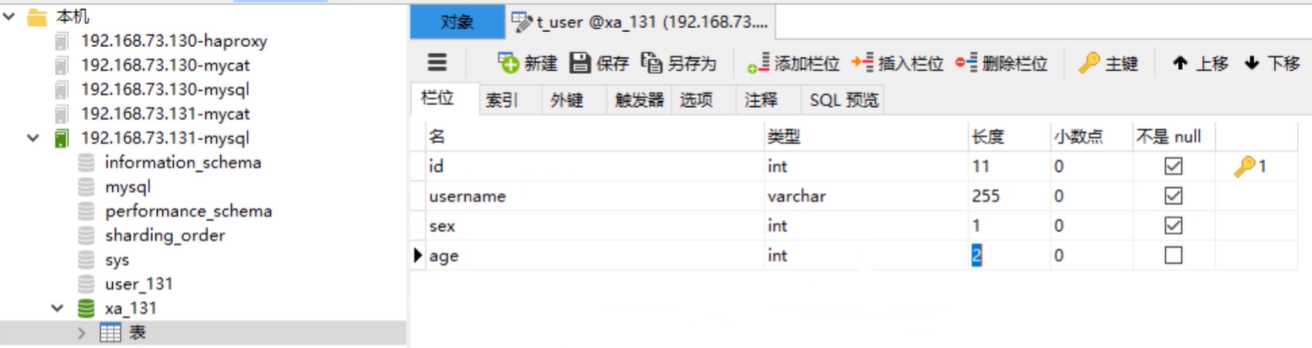 本机
192.168.73.130-haproxy
192.168.73.130-mycat
192.168.73.130-mysql
192.168.73.131-mycat
192.168.73.131-mysql
information_schema
mysql
performance_schema
sharding_order
sys
user_131
xa_131
表
对象 t_user @xa_131 (192.168.73....
新建 保存 另存为 添加栏位 插入栏位 删除栏位 主键 上移 下移
栏位 索引 外键 触发器 选项 注释 SQL 预览
名 类型 长度 小数点 不是 null
id int 11 0 1
username varchar 255 0
sex int 1 0
age int 2 0